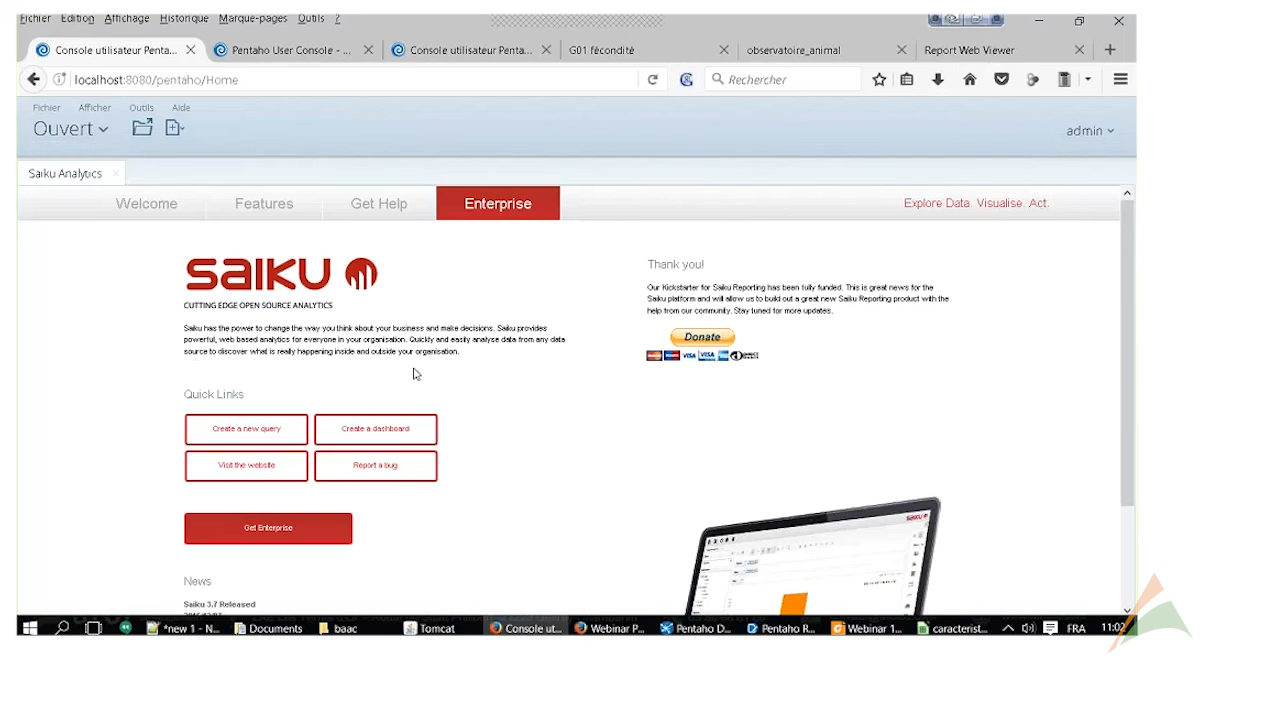 Fichier Edition Affichage Historique Marque-pages Outils ?
Console utilisateur Penta... Pentaho User Console - ... Console utilisateur Penta... G01 fécondité observatoire_animal Report Web Viewer
localhost:8080/pentaho/Home Rechercher
Fichier Afficher Outils Aide
Ouvert admin
Saiku Analytics
Welcome Features Get Help Enterprise Explore Data. Visualise. Act.
SAIKU
CUTTING EDGE OPEN SOURCE ANALYTICS
Saiku has the power to change the way you think about your business and make decisions. Saiku provides
powerful, web based analytics for everyone in your organisation. Quickly and easily analyse data from any data
source to discover what is really happening inside and outside your organisation.
Thank you!
Our Kickstarter for Saiku Reporting has been fully funded. This is great news for the
Saiku platform and will allow us to build out a great new Saiku Reporting product with the
help from our community. Stay tuned for more updates.
Donate
VISA
Quick Links
Create a new query Create a dashboard
Visit the website Report a bug
Get Enterprise
News
Saiku 3.7 Released
SAIKU
*new 1 - N... Documents baac Tomcat Console ut... Webinar P... Pentaho D... Pentaho R... Webinar 1... caracterist... FRA 11:02